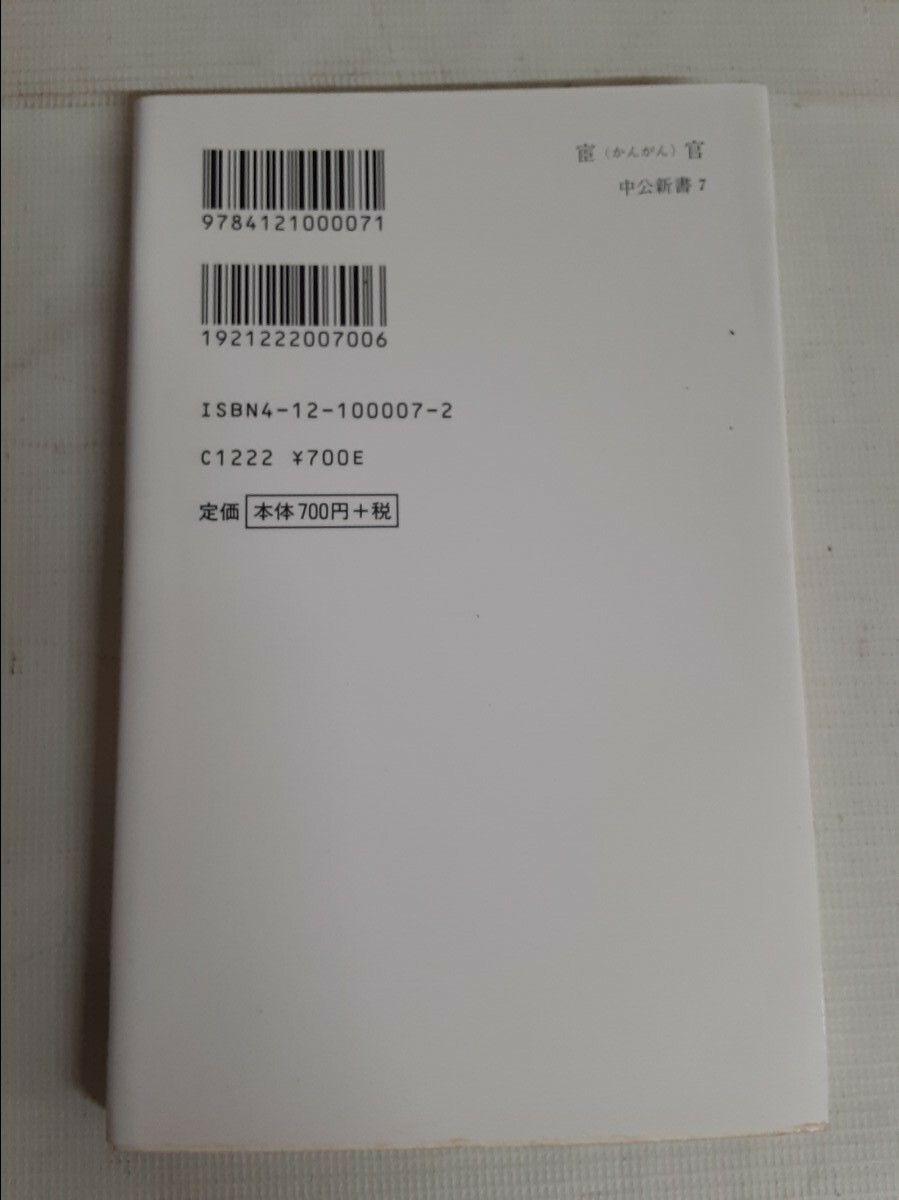 9784121000071
1921222007006
ISBN4-12-100007-2
C1222 ¥700E
定価 本体700円+税
宦(かんがん)官
中公新書 7